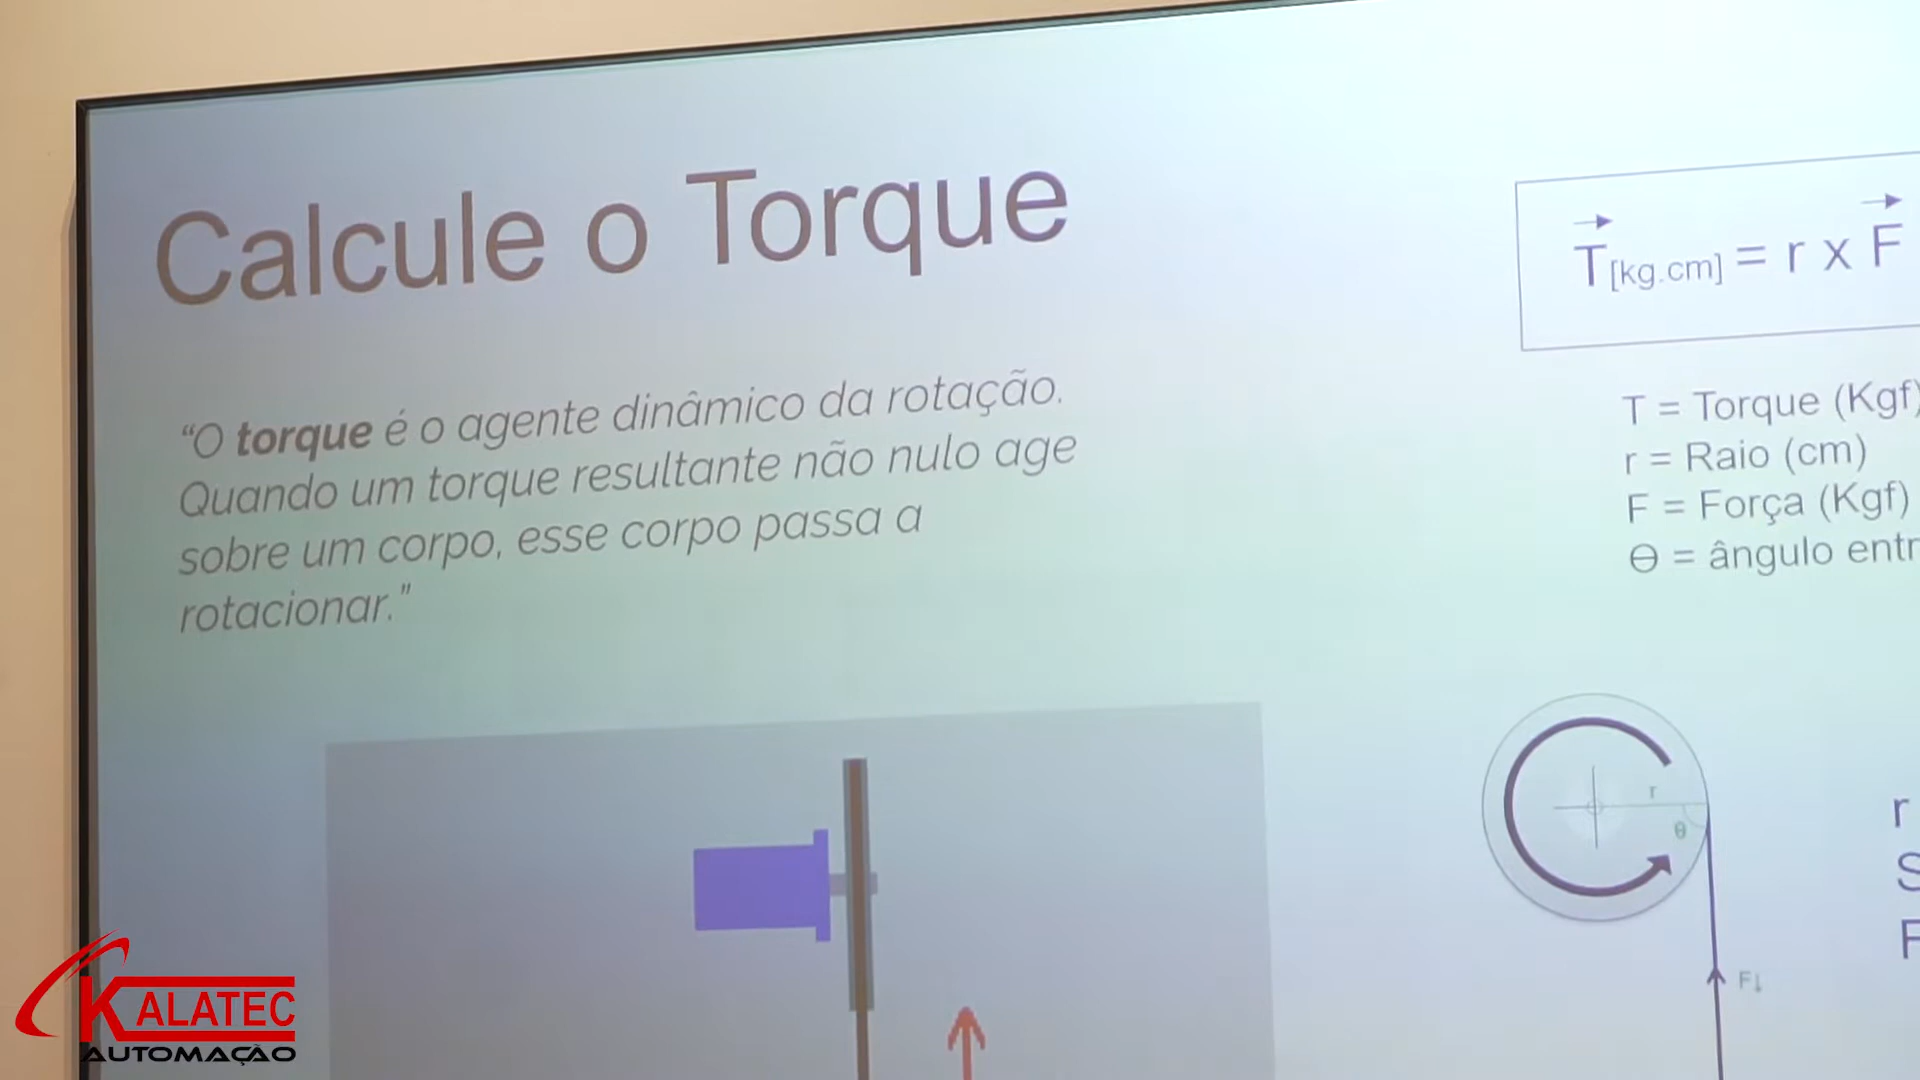 Calcule o Torque
“O torque é o agente dinâmico da rotação.
Quando um torque resultante não nulo age
sobre um corpo, esse corpo passa a
rotacionar.”
T[kg.cm] = r x F
T = Torque (Kgf)
r = Raio (cm)
F = Força (Kgf)
Θ = ângulo entr
r
θ
F↓
r
S
F
KALATEC
AUTOMAÇÃO